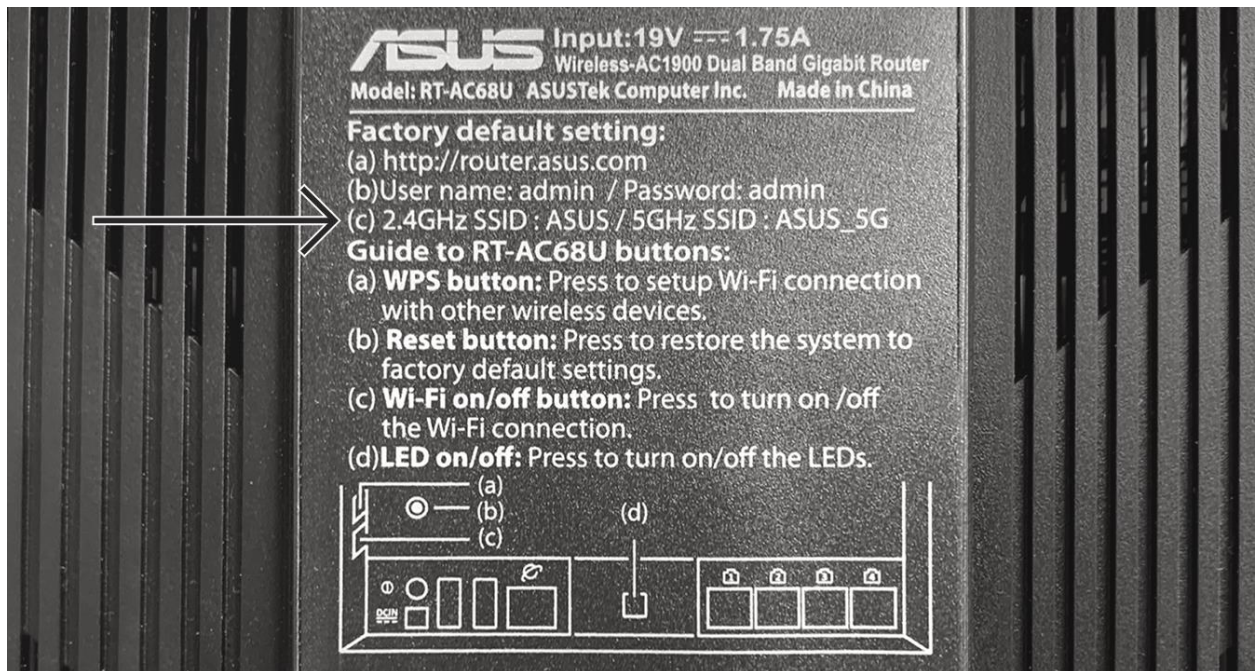 ASUS Input:19V ⎓ 1.75A
Wireless-AC1900 Dual Band Gigabit Router
Model: RT-AC68U ASUSTek Computer Inc. Made in China
Factory default setting:
(a) http://router.asus.com
(b)User name: admin / Password: admin
(c) 2.4GHz SSID : ASUS / 5GHz SSID : ASUS_5G
Guide to RT-AC68U buttons:
(a) WPS button: Press to setup Wi-Fi connection
with other wireless devices.
(b) Reset button: Press to restore the system to
factory default settings.
(c) Wi-Fi on/off button: Press to turn on /off
the Wi-Fi connection.
(d)LED on/off: Press to turn on/off the LEDs.
(a)
(b) (d)
(c)
1 2 3 4
DCIN